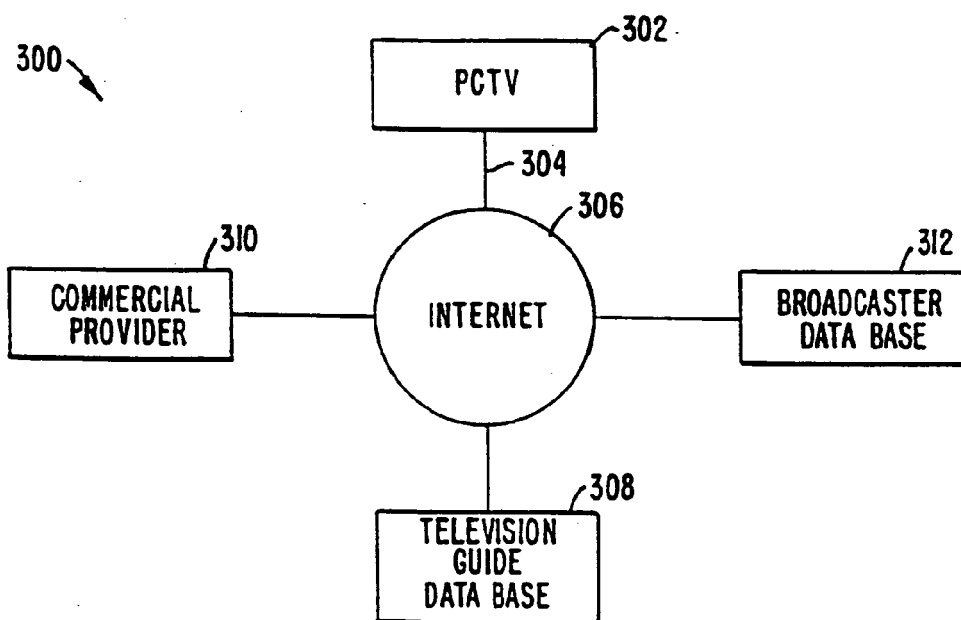 302
300
PCTV
304
306
310
312
COMMERCIAL
PROVIDER
INTERNET
BROADCASTER
DATA BASE
308
TELEVISION
GUIDE
DATA BASE